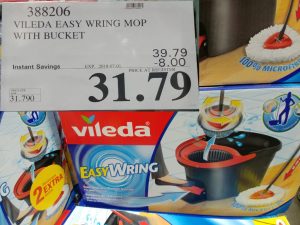 388206
VILEDA EASY WRING MOP
WITH BUCKET
39.79
Instant Savings
-8.00
31.79
31.790
100% MICROFI
vileda
EASYWRING
2 EXTRA